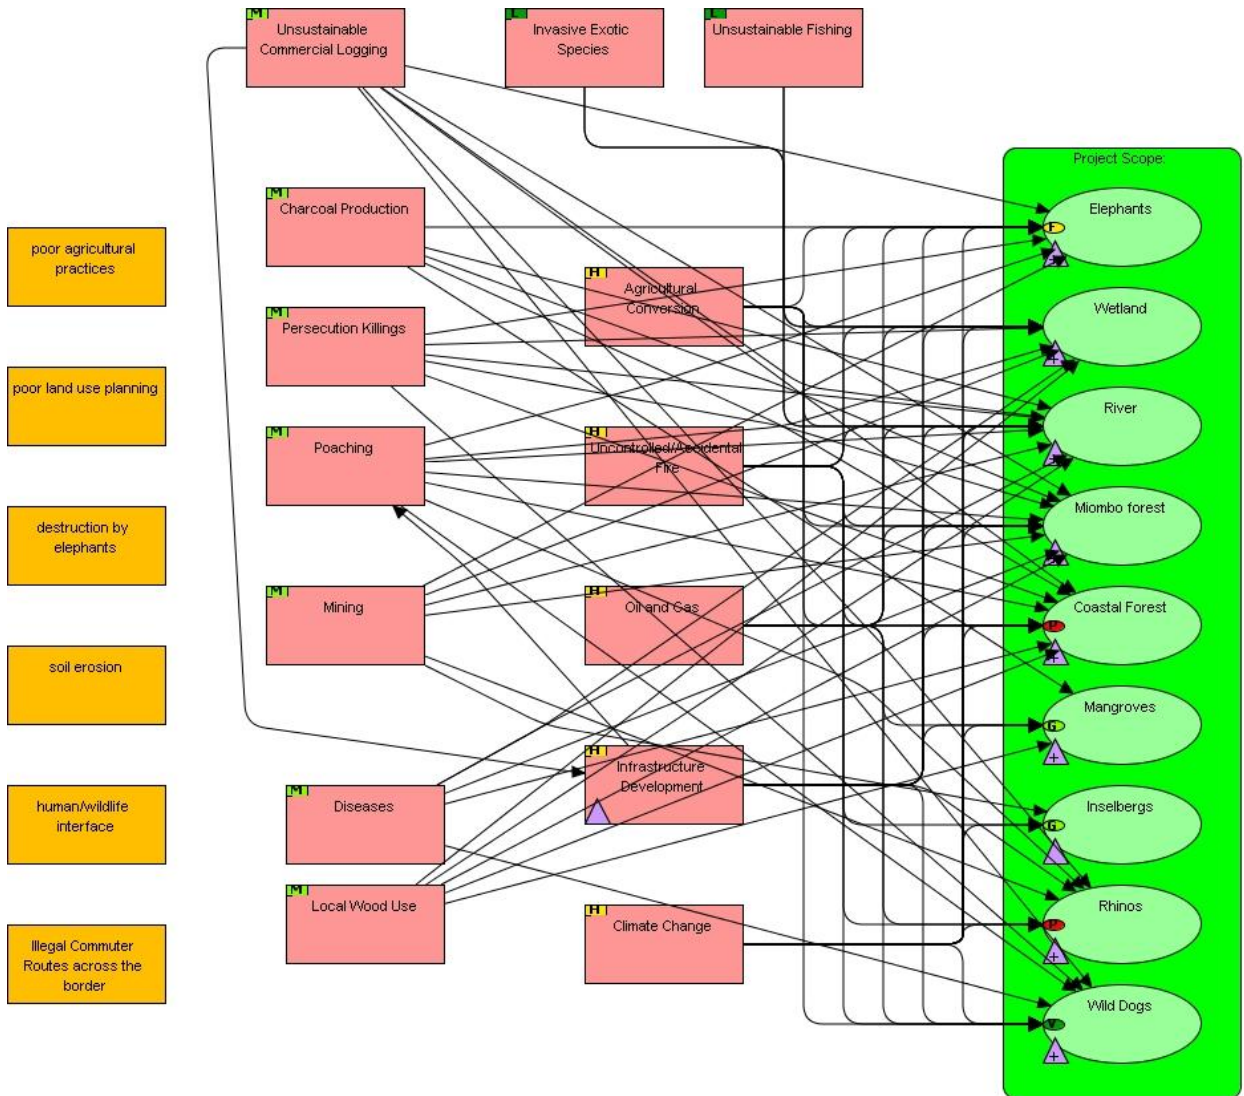 M
Unsustainable
Commercial Logging
L
Invasive Exotic
Species
L
Unsustainable Fishing
Project Scope:
M
Charcoal Production
Elephants
F
poor agricultural
practices
H
Agricultural
Conversion
M
Persecution Killings
Wetland
+
poor land use planning
M
Poaching
H
Uncontrolled/Accidental
Fire
River
+
destruction by
elephants
Miombo forest
M
Mining
H
Oil and Gas
Coastal Forest
P
+
soil erosion
Mangroves
G
+
H
Infrastructure
Development
human/wildlife
interface
M
Diseases
Inselbergs
G
M
Local Wood Use
H
Climate Change
Rhinos
P
+
Illegal Commuter
Routes across the
border
Wild Dogs
V
+